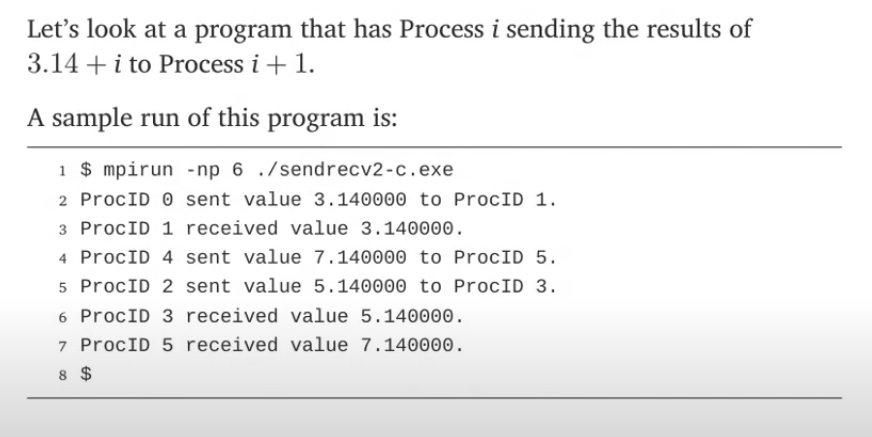 Let’s look at a program that has Process i sending the results of
3.14 + i to Process i + 1.
A sample run of this program is:
1 $ mpirun -np 6 ./sendrecv2-c.exe
2 ProcID 0 sent value 3.140000 to ProcID 1.
3 ProcID 1 received value 3.140000.
4 ProcID 4 sent value 7.140000 to ProcID 5.
5 ProcID 2 sent value 5.140000 to ProcID 3.
6 ProcID 3 received value 5.140000.
7 ProcID 5 received value 7.140000.
8 $